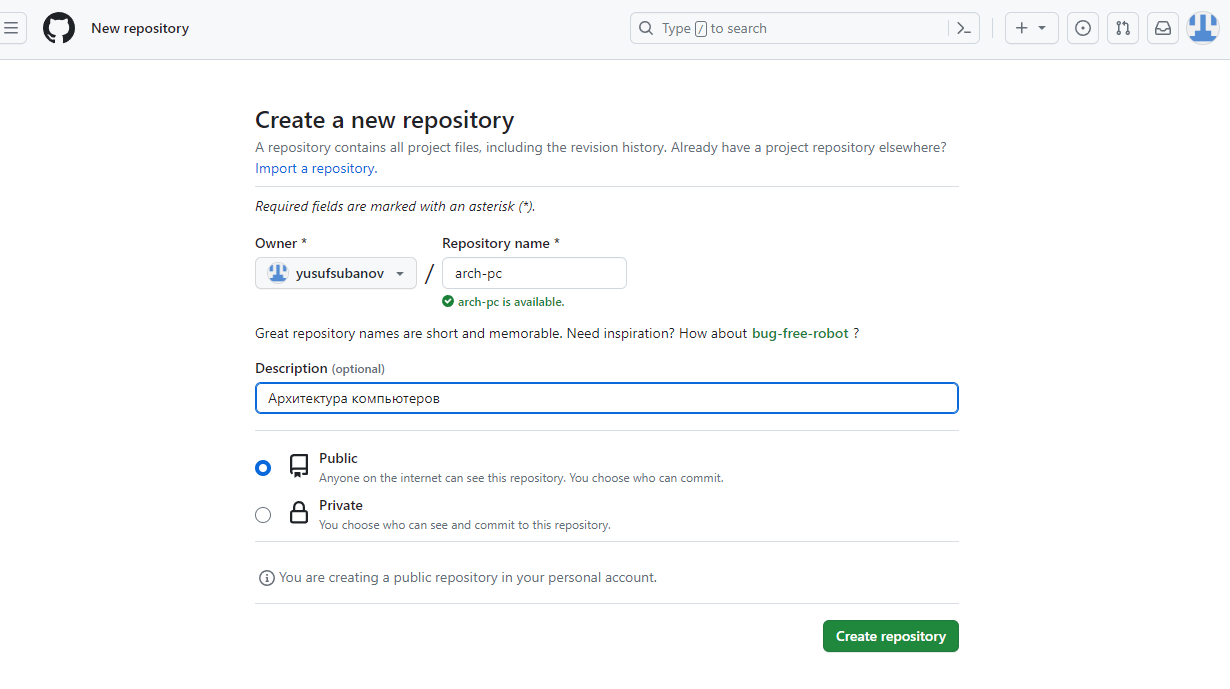 New repository
Type / to search
Create a new repository
A repository contains all project files, including the revision history. Already have a project repository elsewhere?
Import a repository.
Required fields are marked with an asterisk (*).
Owner *
Repository name *
yusufsubanov / arch-pc
arch-pc is available.
Great repository names are short and memorable. Need inspiration? How about bug-free-robot ?
Description (optional)
Архитектура компьютеров
Public
Anyone on the internet can see this repository. You choose who can commit.
Private
You choose who can see and commit to this repository.
You are creating a public repository in your personal account.
Create repository